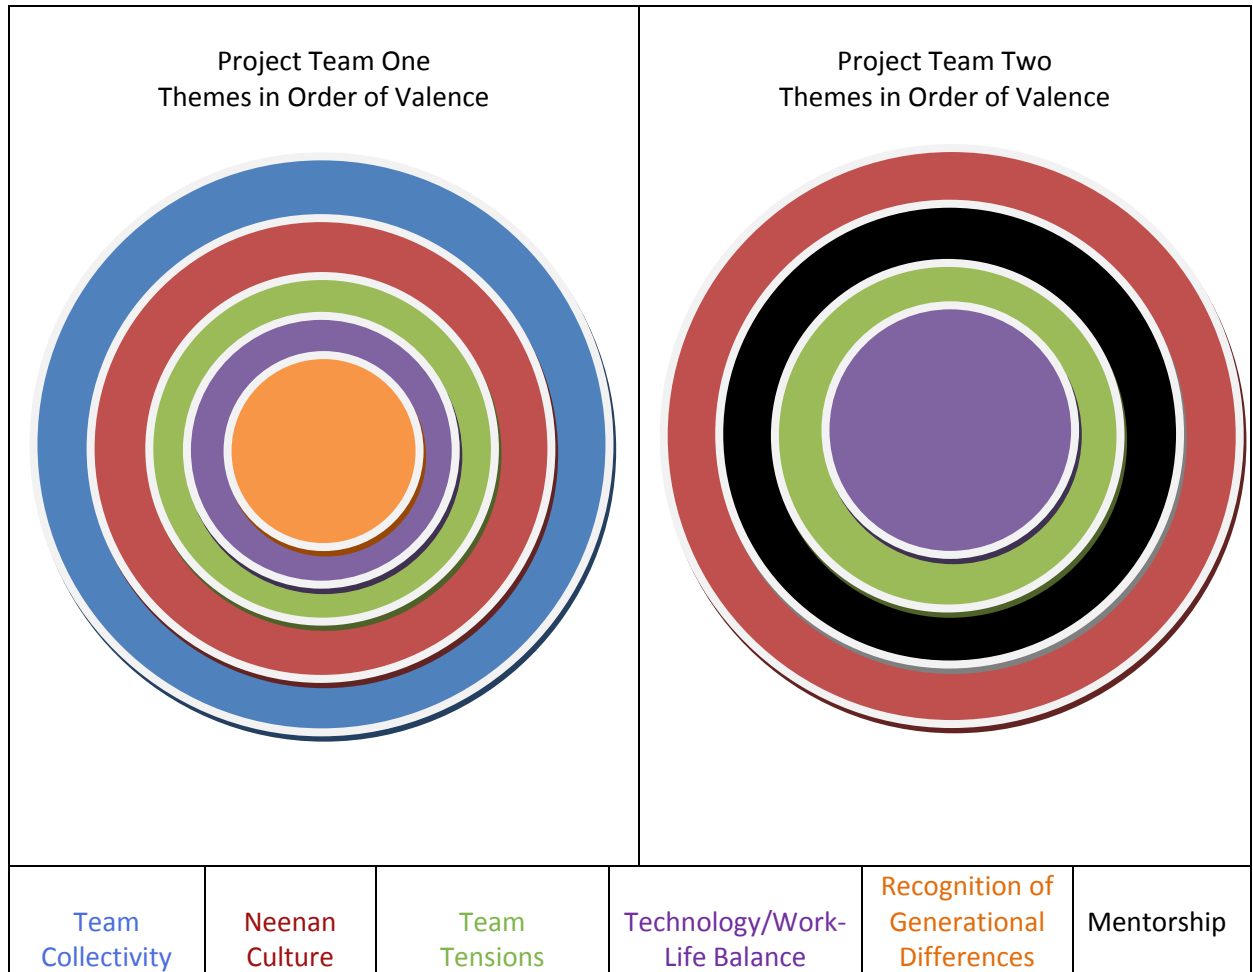 Project Team One
Themes in Order of Valence
Project Team Two
Themes in Order of Valence
Team
Collectivity
Neenan
Culture
Team
Tensions
Technology/Work-
Life Balance
Recognition of
Generational
Differences
Mentorship